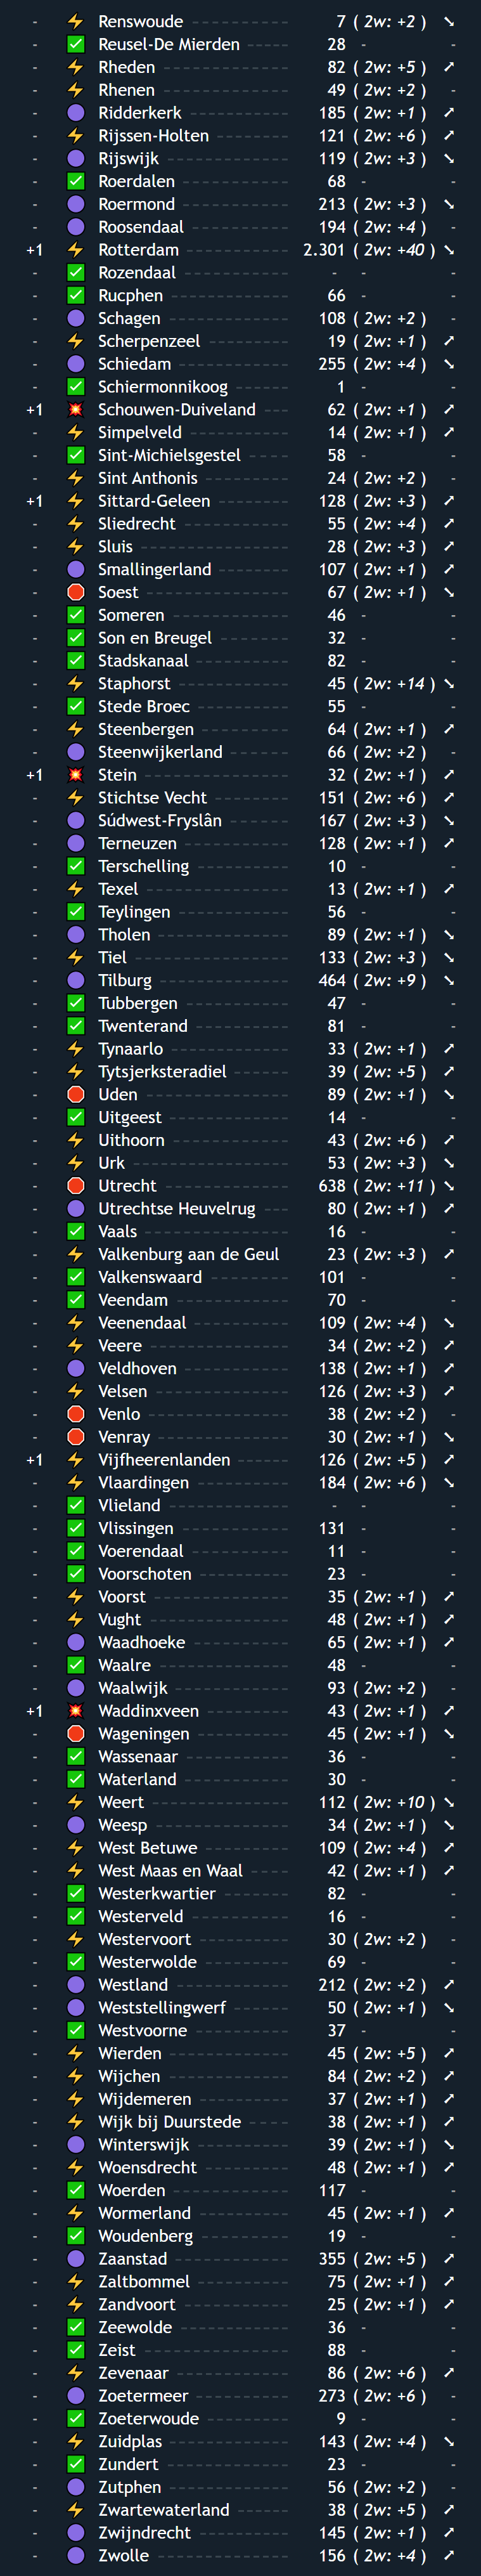 - ⚡ Renswoude ------------ 7 ( 2w: +2 ) ➘
- ✅ Reusel-De Mierden ------ 28 - -
- ⚡ Rheden --------------- 82 ( 2w: +5 ) ➚
- ⚡ Rhenen --------------- 49 ( 2w: +2 ) -
- 🟣 Ridderkerk ------------ 185 ( 2w: +1 ) ➚
- ⚡ Rijssen-Holten --------- 121 ( 2w: +6 ) ➚
- 🟣 Rijswijk -------------- 119 ( 2w: +3 ) ➘
- ✅ Roerdalen ------------ 68 - -
- 🟣 Roermond ------------ 213 ( 2w: +3 ) ➘
- 🟣 Roosendaal ----------- 194 ( 2w: +4 ) -
+1 ⚡ Rotterdam ----------- 2.301 ( 2w: +40 ) ➘
- ✅ Rozendaal ------------ - - -
- ✅ Rucphen ------------- 66 - -
- 🟣 Schagen -------------- 108 ( 2w: +2 ) -
- ⚡ Scherpenzeel ---------- 19 ( 2w: +1 ) ➚
- 🟣 Schiedam ------------- 255 ( 2w: +4 ) ➘
- ✅ Schiermonnikoog ------- 1 - -
+1 💥 Schouwen-Duiveland ---- 62 ( 2w: +1 ) ➚
- ⚡ Simpelveld ------------ 14 ( 2w: +1 ) ➚
- ✅ Sint-Michielsgestel ------ 58 - -
- ⚡ Sint Anthonis ---------- 24 ( 2w: +2 ) -
+1 ⚡ Sittard-Geleen --------- 128 ( 2w: +3 ) ➚
- ⚡ Sliedrecht ------------ 55 ( 2w: +4 ) ➚
- ⚡ Sluis ----------------- 28 ( 2w: +3 ) ➚
- 🟣 Smallingerland --------- 107 ( 2w: +1 ) ➚
- 🛑 Soest ---------------- 67 ( 2w: +1 ) ➘
- ✅ Someren -------------- 46 - -
- ✅ Son en Breugel --------- 32 - -
- ✅ Stadskanaal ----------- 82 - -
- ⚡ Staphorst ------------- 45 ( 2w: +14 ) ➘
- ✅ Stede Broec ----------- 55 - -
- ⚡ Steenbergen ----------- 64 ( 2w: +1 ) ➚
- 🟣 Steenwijkerland -------- 66 ( 2w: +2 ) -
+1 💥 Stein ---------------- 32 ( 2w: +1 ) ➚
- ⚡ Stichtse Vecht --------- 151 ( 2w: +6 ) ➚
- 🟣 Súdwest-Fryslân -------- 167 ( 2w: +3 ) ➘
- 🟣 Terneuzen ------------ 128 ( 2w: +1 ) ➚
- ✅ Terschelling ----------- 10 - -
- ⚡ Texel ---------------- 13 ( 2w: +1 ) ➚
- ✅ Teylingen ------------- 56 - -
- 🟣 Tholen --------------- 89 ( 2w: +1 ) ➘
- ⚡ Tiel ----------------- 133 ( 2w: +3 ) ➘
- 🟣 Tilburg --------------- 464 ( 2w: +9 ) ➘
- ✅ Tubbergen ------------ 47 - -
- ✅ Twenterand ----------- 81 - -
- ⚡ Tynaarlo ------------- 33 ( 2w: +1 ) ➚
- ⚡ Tytsjerksteradiel ------- 39 ( 2w: +5 ) ➚
- 🛑 Uden ---------------- 89 ( 2w: +1 ) ➘
- ✅ Uitgeest -------------- 14 - -
- ⚡ Uithoorn ------------- 43 ( 2w: +6 ) ➚
- ⚡ Urk ----------------- 53 ( 2w: +3 ) ➘
- 🛑 Utrecht -------------- 638 ( 2w: +11 ) ➘
- 🟣 Utrechtse Heuvelrug ---- 80 ( 2w: +1 ) ➚
- ✅ Vaals ---------------- 16 - -
- ⚡ Valkenburg aan de Geul 23 ( 2w: +3 ) ➚
- ✅ Valkenswaard ---------- 101 - -
- ✅ Veendam ------------- 70 - -
- ⚡ Veenendaal ----------- 109 ( 2w: +4 ) ➘
- ⚡ Veere ---------------- 34 ( 2w: +2 ) ➚
- 🟣 Veldhoven ------------ 138 ( 2w: +1 ) ➚
- ⚡ Velsen --------------- 126 ( 2w: +3 ) ➚
- 🛑 Venlo ---------------- 38 ( 2w: +2 ) -
- 🛑 Venray --------------- 30 ( 2w: +1 ) ➘
+1 ⚡ Vijfheerenlanden ------- 126 ( 2w: +5 ) ➚
- ⚡ Vlaardingen ----------- 184 ( 2w: +6 ) ➘
- ✅ Vlieland -------------- - - -
- ✅ Vlissingen ------------ 131 - -
- ✅ Voerendaal ----------- 11 - -
- ✅ Voorschoten ---------- 23 - -
- ⚡ Voorst --------------- 35 ( 2w: +1 ) ➚
- ⚡ Vught --------------- 48 ( 2w: +1 ) ➚
- 🟣 Waadhoeke ----------- 65 ( 2w: +1 ) ➚
- ✅ Waalre --------------- 48 - -
- 🟣 Waalwijk ------------- 93 ( 2w: +2 ) -
+1 💥 Waddinxveen ---------- 43 ( 2w: +1 ) ➚
- 🛑 Wageningen ----------- 45 ( 2w: +1 ) ➘
- ✅ Wassenaar ------------ 36 - -
- ✅ Waterland ------------ 30 - -
- ⚡ Weert --------------- 112 ( 2w: +10 ) ➘
- 🟣 Weesp --------------- 34 ( 2w: +1 ) ➘
- ⚡ West Betuwe ---------- 109 ( 2w: +4 ) ➚
- ⚡ West Maas en Waal ----- 42 ( 2w: +1 ) ➚
- ✅ Westerkwartier -------- 82 - -
- ✅ Westerveld ----------- 16 - -
- ⚡ Westervoort ---------- 30 ( 2w: +2 ) -
- ✅ Westerwolde ---------- 69 - -
- 🟣 Westland ------------- 212 ( 2w: +2 ) ➚
- 🟣 Weststellingwerf ------- 50 ( 2w: +1 ) ➘
- ✅ Westvoorne ----------- 37 - -
- ⚡ Wierden -------------- 45 ( 2w: +5 ) ➚
- ⚡ Wijchen -------------- 84 ( 2w: +2 ) ➚
- ⚡ Wijdemeren ----------- 37 ( 2w: +1 ) ➚
- ⚡ Wijk bij Duurstede ----- 38 ( 2w: +1 ) ➚
- 🟣 Winterswijk ----------- 39 ( 2w: +1 ) ➘
- ⚡ Woensdrecht ---------- 48 ( 2w: +1 ) ➚
- ✅ Woerden ------------- 117 - -
- ⚡ Wormerland ----------- 45 ( 2w: +1 ) ➚
- ✅ Woudenberg ---------- 19 - -
- 🟣 Zaanstad ------------- 355 ( 2w: +5 ) ➚
- ⚡ Zaltbommel ----------- 75 ( 2w: +1 ) ➚
- ⚡ Zandvoort ------------ 25 ( 2w: +1 ) ➚
- ✅ Zeewolde ------------- 36 - -
- ✅ Zeist ---------------- 88 - -
- ⚡ Zevenaar ------------- 86 ( 2w: +6 ) ➚
- 🟣 Zoetermeer ----------- 273 ( 2w: +6 ) -
- ✅ Zoeterwoude ---------- 9 - -
- ⚡ Zuidplas -------------- 143 ( 2w: +4 ) ➘
- ✅ Zundert -------------- 23 - -
- 🟣 Zutphen -------------- 56 ( 2w: +2 ) -
- ⚡ Zwartewaterland ------- 38 ( 2w: +5 ) ➚
- 🟣 Zwijndrecht ----------- 145 ( 2w: +1 ) ➚
- 🟣 Zwolle --------------- 156 ( 2w: +4 ) ➚